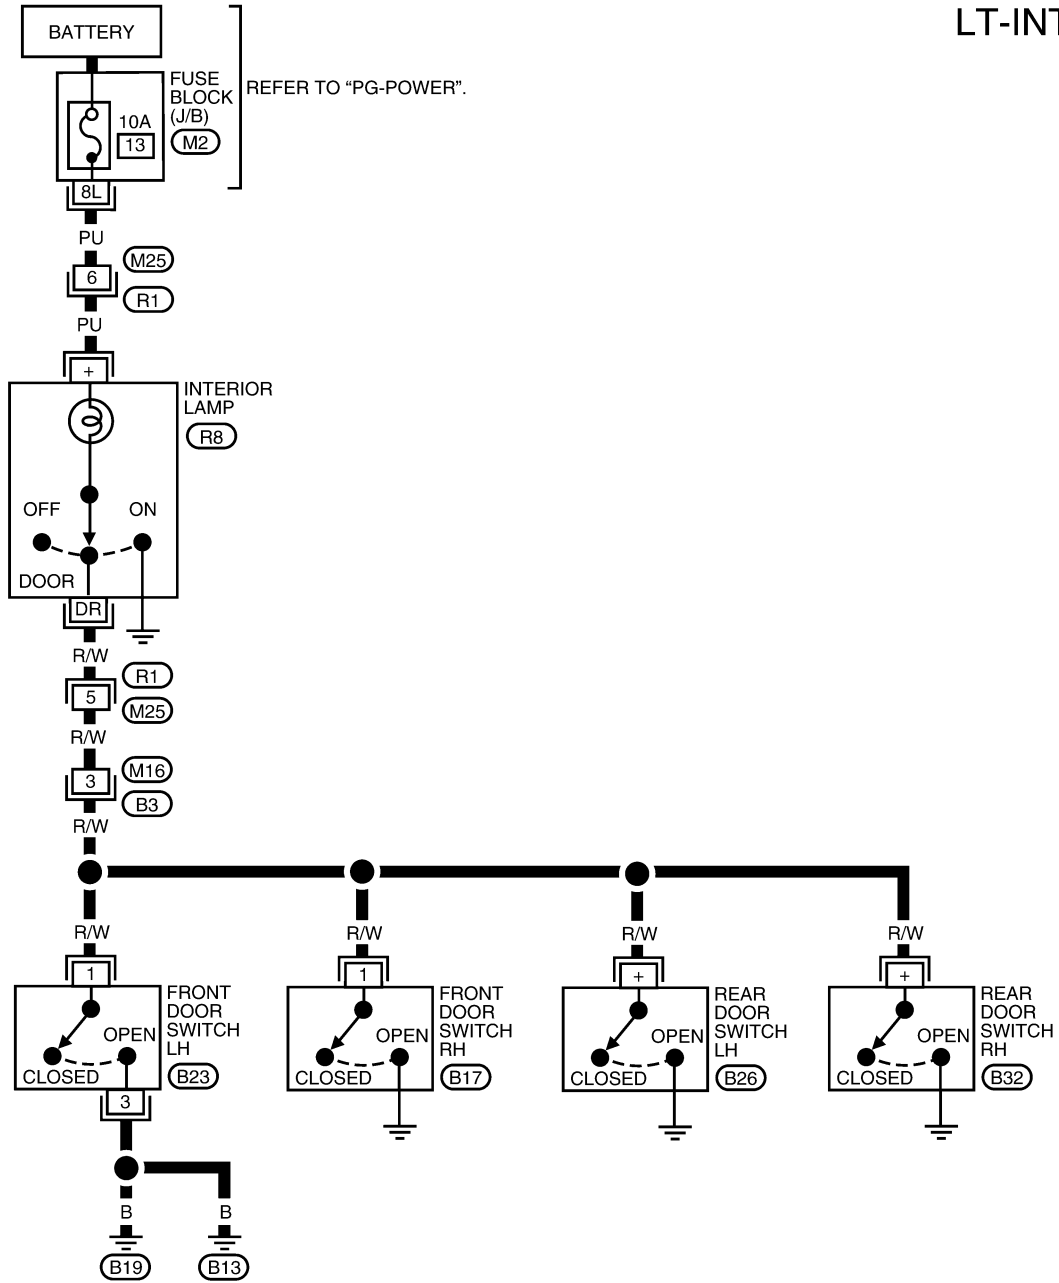 LT-INT
BATTERY
FUSE
BLOCK
(J/B)
REFER TO “PG-POWER”.
10A
13
M2
8L
PU
M25
6
R1
PU
+
INTERIOR
LAMP
R8
OFF
ON
DOOR
DR
R/W
R1
5
M25
R/W
M16
3
B3
R/W
R/W
R/W
R/W
R/W
1
FRONT
DOOR
SWITCH
LH
OPEN
CLOSED
B23
3
1
FRONT
DOOR
SWITCH
RH
OPEN
CLOSED
B17
+
REAR
DOOR
SWITCH
LH
OPEN
CLOSED
B26
+
REAR
DOOR
SWITCH
RH
OPEN
CLOSED
B32
B
B
B19
B13